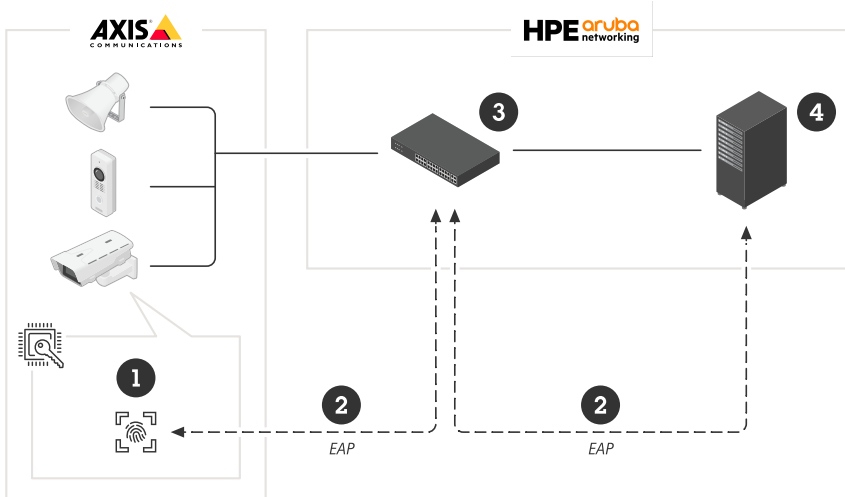 AXIS
COMMUNICATIONS
HPE aruba
networking
3
4
1
2
2
EAP
EAP